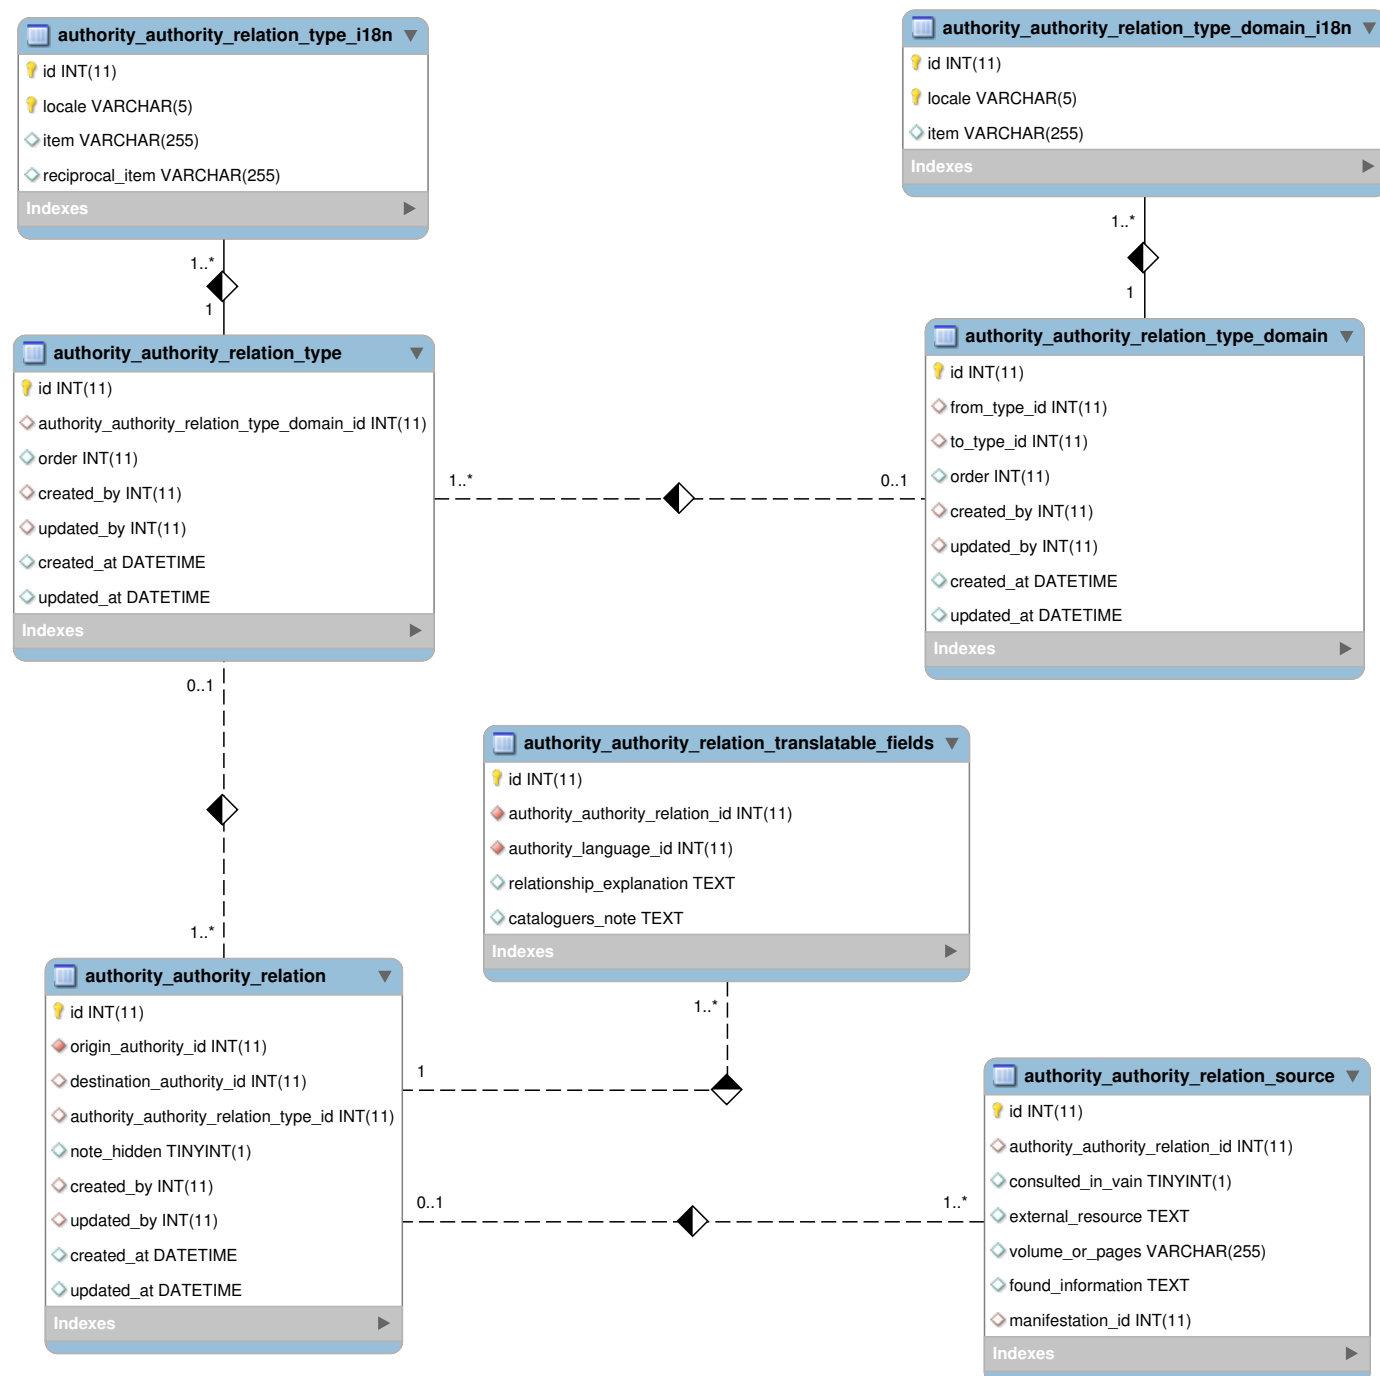 authority_authority_relation_type_i18n
id INT(11)
locale VARCHAR(5)
item VARCHAR(255)
reciprocal_item VARCHAR(255)
Indexes
authority_authority_relation_type_domain_i18n
id INT(11)
locale VARCHAR(5)
item VARCHAR(255)
Indexes
1..*
1
1..*
1
authority_authority_relation_type
id INT(11)
authority_authority_relation_type_domain_id INT(11)
order INT(11)
created_by INT(11)
updated_by INT(11)
created_at DATETIME
updated_at DATETIME
Indexes
1..*
0..1
authority_authority_relation_type_domain
id INT(11)
from_type_id INT(11)
to_type_id INT(11)
order INT(11)
created_by INT(11)
updated_by INT(11)
created_at DATETIME
updated_at DATETIME
Indexes
0..1
1..*
authority_authority_relation_translatable_fields
id INT(11)
authority_authority_relation_id INT(11)
authority_language_id INT(11)
relationship_explanation TEXT
cataloguers_note TEXT
Indexes
1..*
1
authority_authority_relation
id INT(11)
origin_authority_id INT(11)
destination_authority_id INT(11)
authority_authority_relation_type_id INT(11)
note_hidden TINYINT(1)
created_by INT(11)
updated_by INT(11)
created_at DATETIME
updated_at DATETIME
Indexes
0..1
1..*
authority_authority_relation_source
id INT(11)
authority_authority_relation_id INT(11)
consulted_in_vain TINYINT(1)
external_resource TEXT
volume_or_pages VARCHAR(255)
found_information TEXT
manifestation_id INT(11)
Indexes